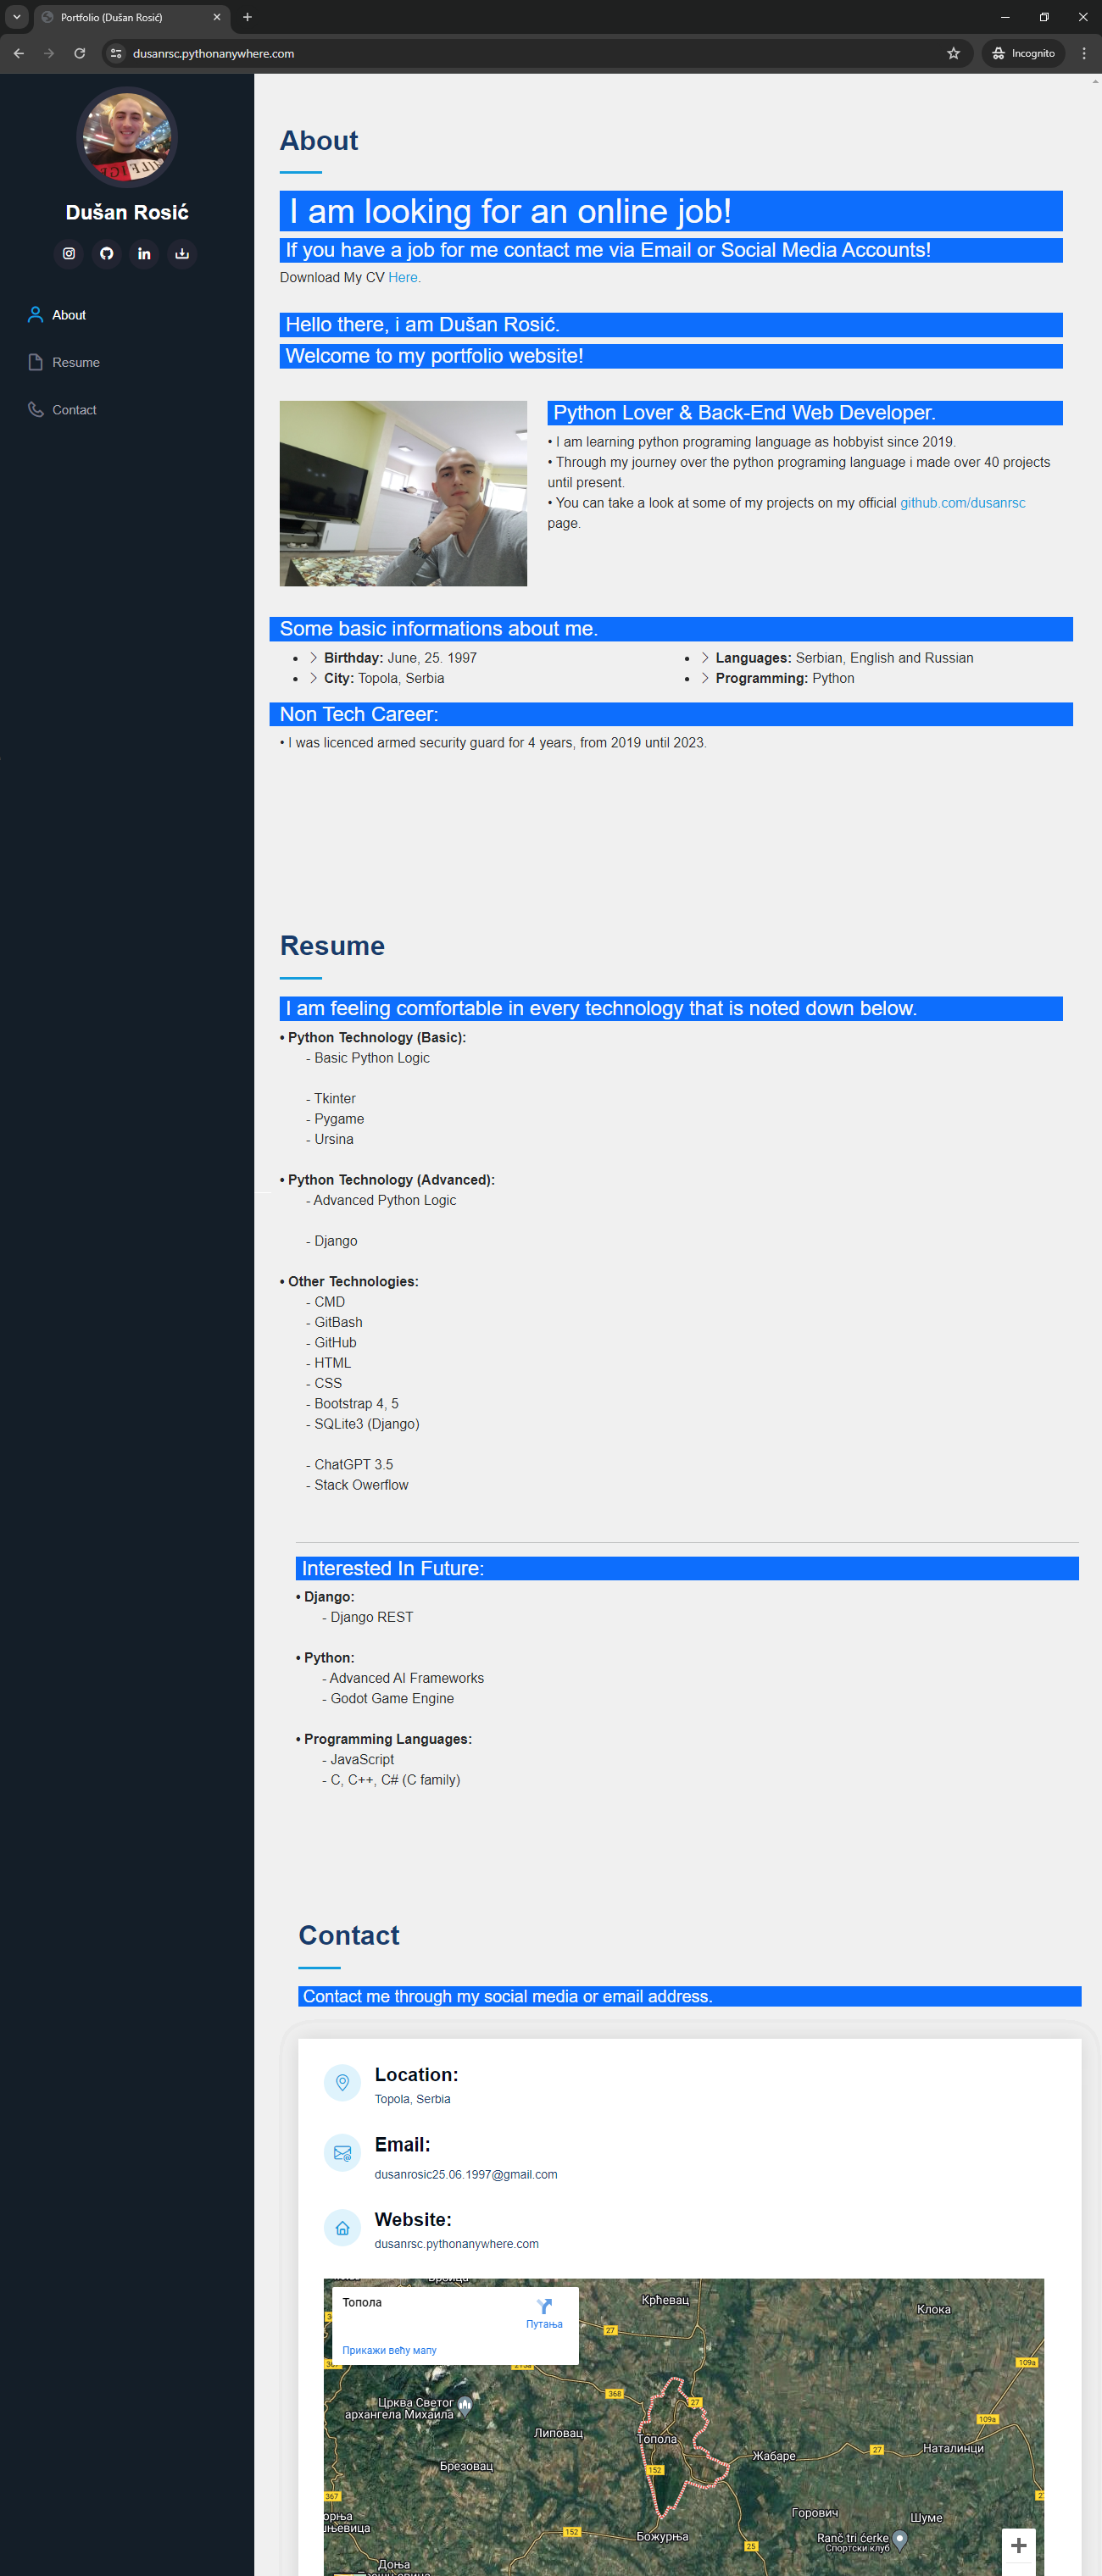 Portfolio (Dušan Rosić)
dusanrsc.pythonanywhere.com
Incognito
Dušan Rosić
About
Resume
Contact
About
I am looking for an online job!
If you have a job for me contact me via Email or Social Media Accounts!
Download My CV Here.
Hello there, i am Dušan Rosić.
Welcome to my portfolio website!
Python Lover & Back-End Web Developer.
• I am learning python programing language as hobbyist since 2019.
• Through my journey over the python programing language i made over 40 projects
until present.
• You can take a look at some of my projects on my official github.com/dusanrsc
page.
Some basic informations about me.
Birthday: June, 25. 1997
City: Topola, Serbia
Languages: Serbian, English and Russian
Programming: Python
Non Tech Career:
• I was licenced armed security guard for 4 years, from 2019 until 2023.
Resume
I am feeling comfortable in every technology that is noted down below.
• Python Technology (Basic):
- Basic Python Logic
- Tkinter
- Pygame
- Ursina
• Python Technology (Advanced):
- Advanced Python Logic
- Django
• Other Technologies:
- CMD
- GitBash
- GitHub
- HTML
- CSS
- Bootstrap 4, 5
- SQLite3 (Django)
- ChatGPT 3.5
- Stack Owerflow
Interested In Future:
• Django:
- Django REST
• Python:
- Advanced AI Frameworks
- Godot Game Engine
• Programming Languages:
- JavaScript
- C, C++, C# (C family)
Contact
Contact me through my social media or email address.
Location:
Topola, Serbia
Email:
dusanrosic25.06.1997@gmail.com
Website:
dusanrsc.pythonanywhere.com
Топола
Путања
Прикажи већу мапу
Крћевац
Клока
27
109a
368
27
Црква Светог
архангела Михаила
109a
Липовац
Топола
Жабаре
27
Наталинци
Брезовац
152
367
Горович
Шуме
152
Божурња
Ranč tri ćerke
Спортски клуб
25
Доња